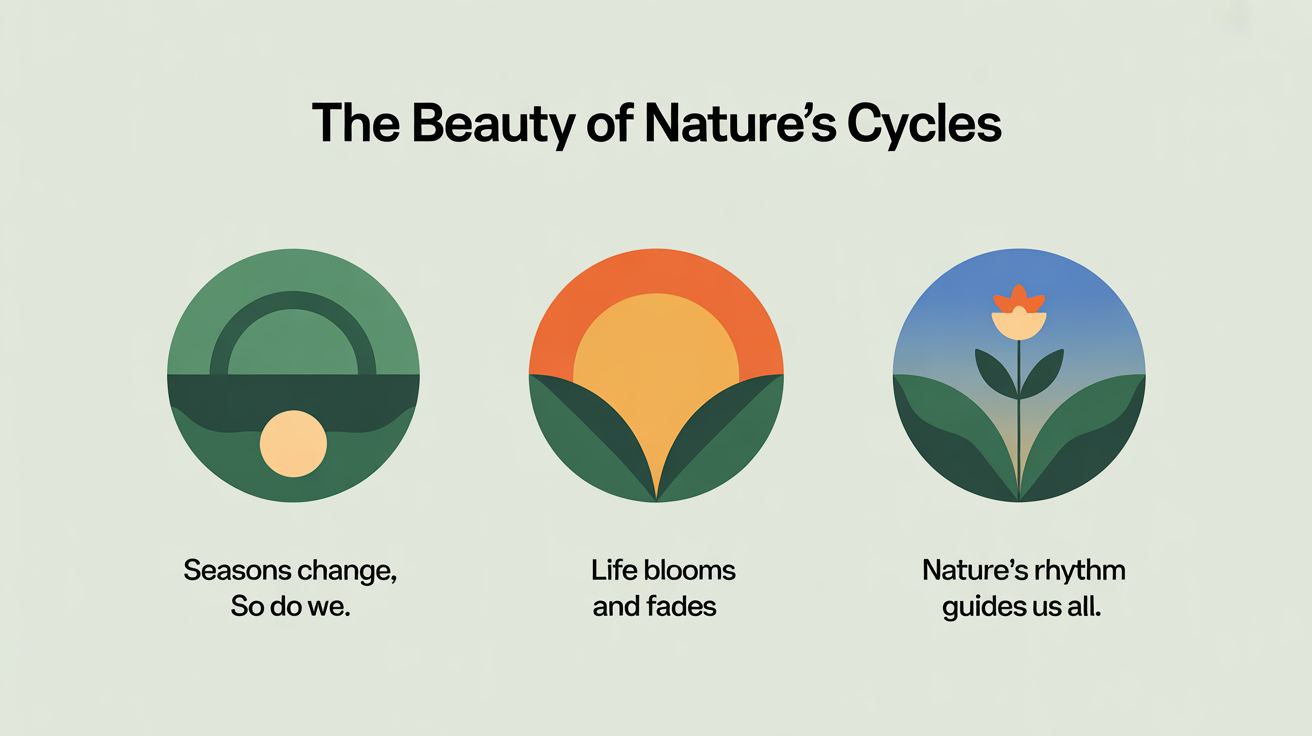 The Beauty of Nature’s Cycles
Seasons change,
So do we.
Life blooms
and fades
Nature’s rhythm
guides us all.